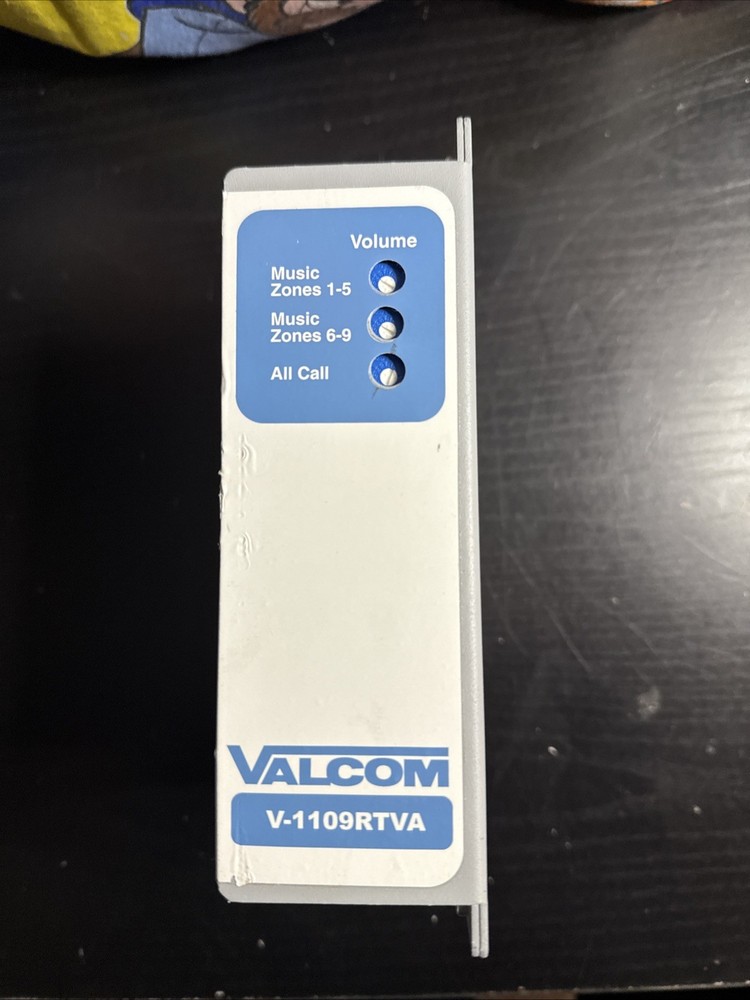 Volume
Music
Zones 1-5
Music
Zones 6-9
All Call
VALCOM
V-1109RTVA